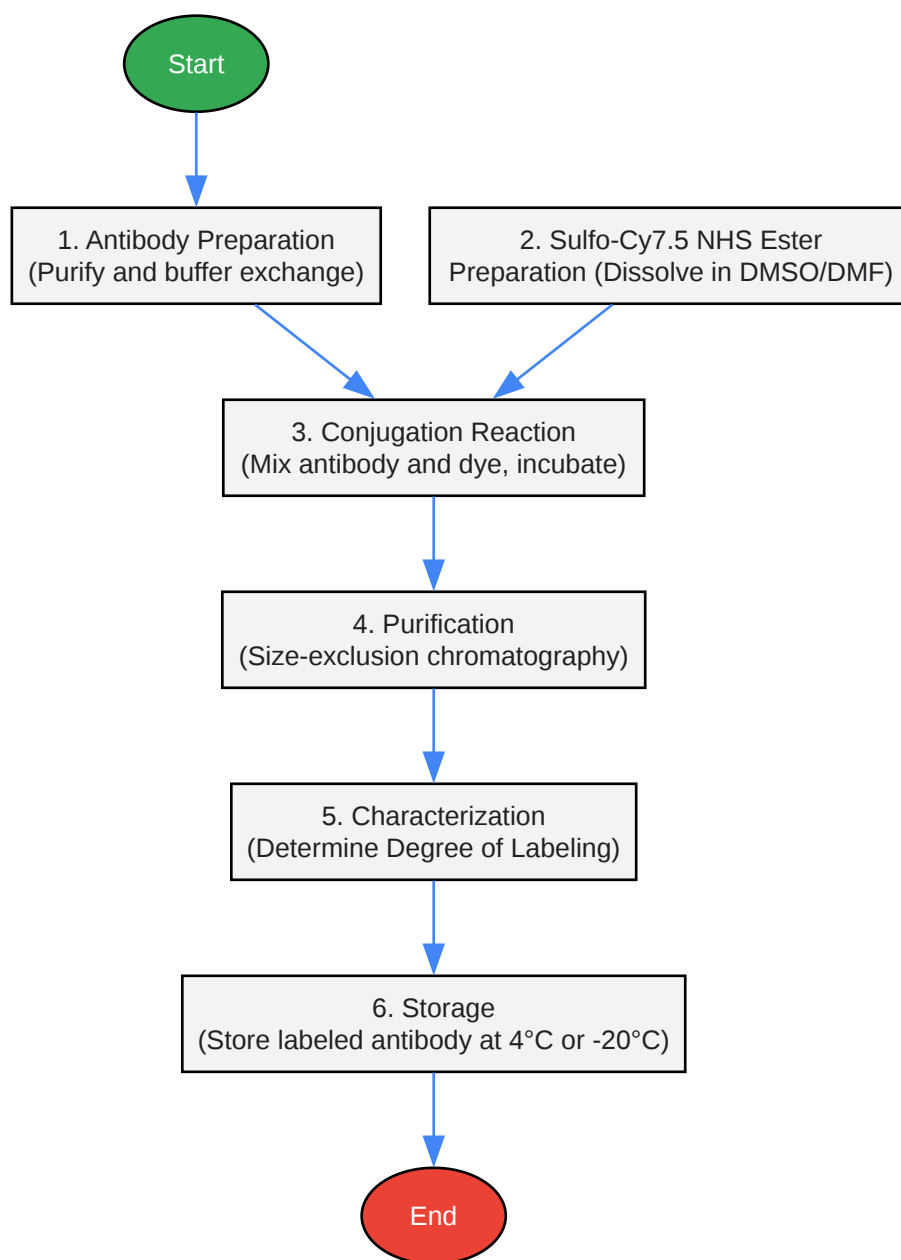 Start
1. Antibody Preparation
(Purify and buffer exchange)
2. Sulfo-Cy7.5 NHS Ester
Preparation (Dissolve in DMSO/DMF)
3. Conjugation Reaction
(Mix antibody and dye, incubate)
4. Purification
(Size-exclusion chromatography)
5. Characterization
(Determine Degree of Labeling)
6. Storage
(Store labeled antibody at 4°C or -20°C)
End